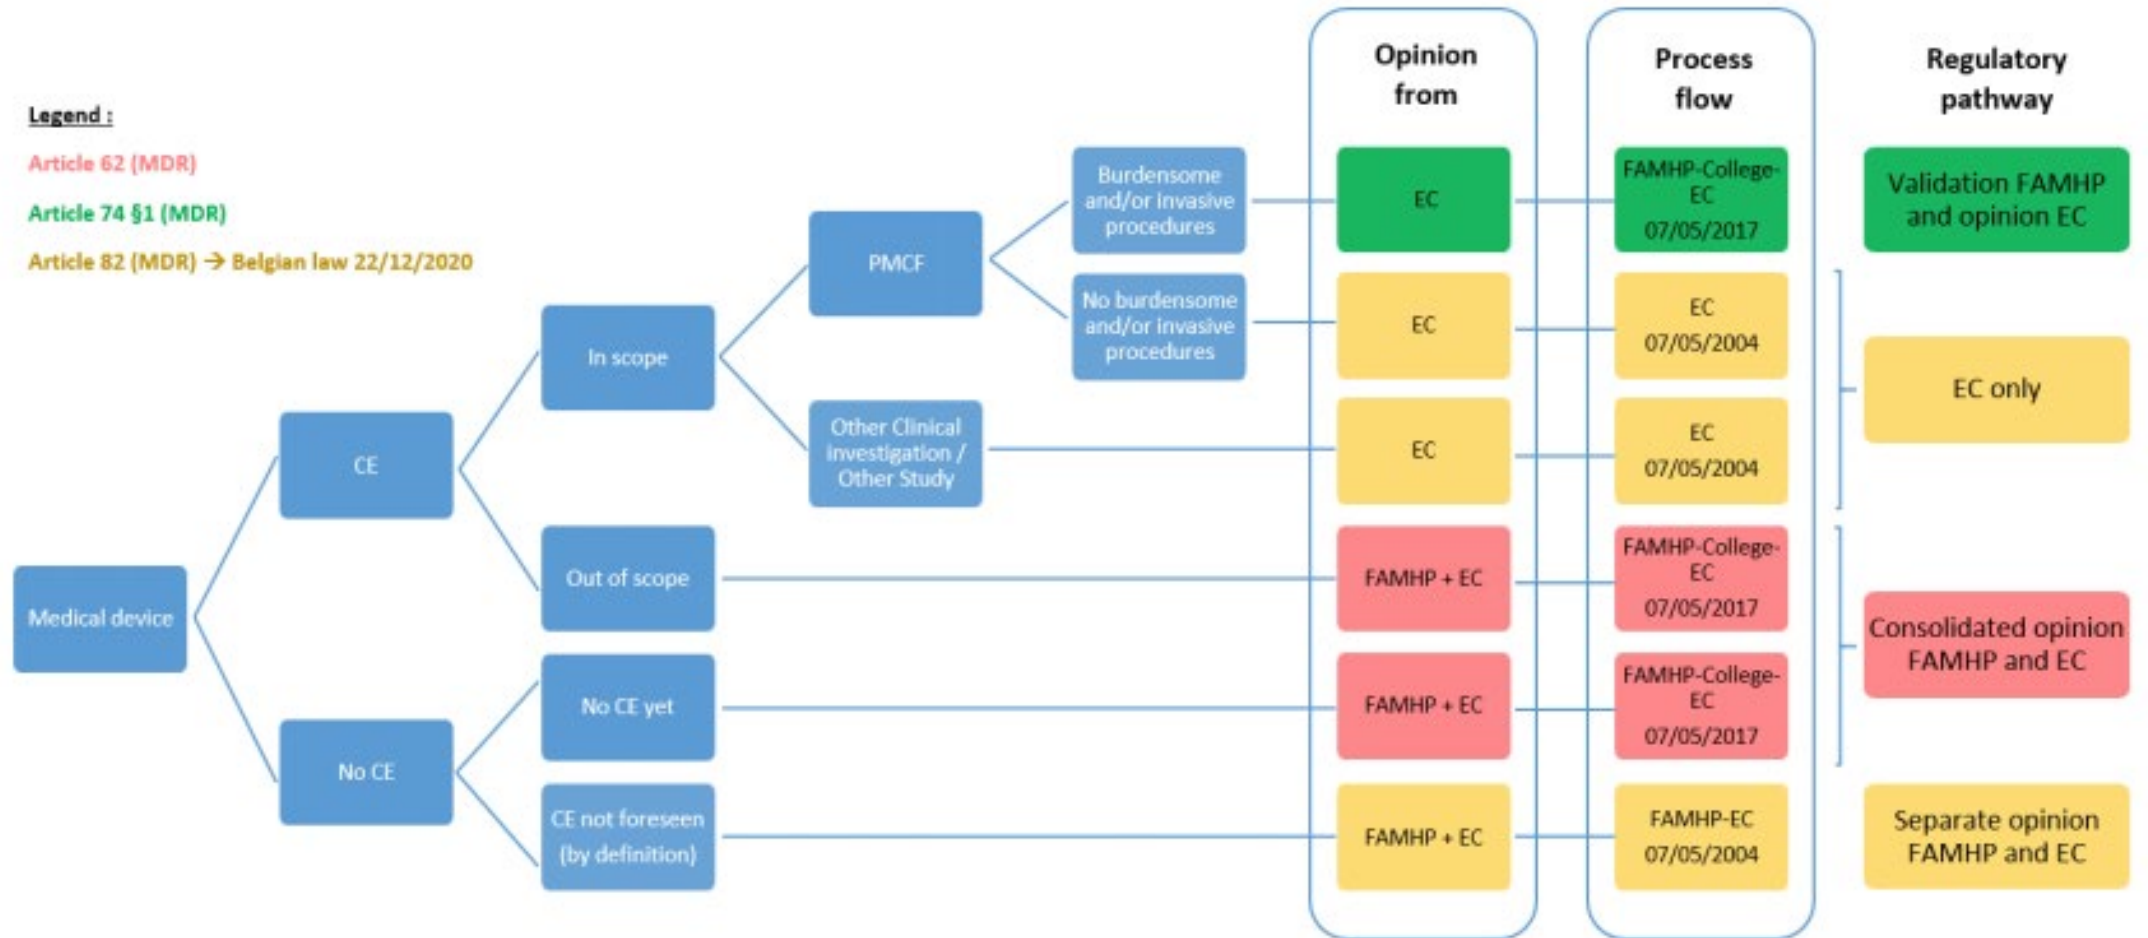 Opinion
from
Process
flow
Regulatory
pathway
Legend :
Article 62 (MDR)
Article 74 §1 (MDR)
Article 82 (MDR) → Belgian law 22/12/2020
Medical device
CE
No CE
In scope
Out of scope
No CE yet
CE not foreseen
(by definition)
PMCF
Other Clinical
investigation /
Other Study
Burdensome
and/or invasive
procedures
No burdensome
and/or invasive
procedures
EC
EC
EC
FAMHP + EC
FAMHP + EC
FAMHP + EC
FAMHP-College-
EC
07/05/2017
EC
07/05/2004
EC
07/05/2004
FAMHP-College-
EC
07/05/2017
FAMHP-College-
EC
07/05/2017
FAMHP-EC
07/05/2004
Validation FAMHP
and opinion EC
EC only
Consolidated opinion
FAMHP and EC
Separate opinion
FAMHP and EC